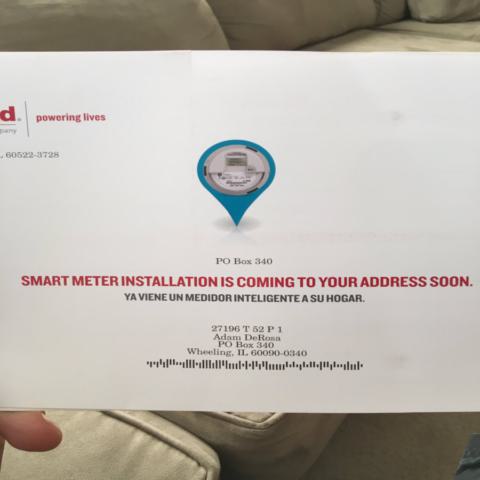 d.
powering lives
pany
, 60522-3728
PO Box 340
SMART METER INSTALLATION IS COMING TO YOUR ADDRESS SOON.
YA VIENE UN MEDIDOR INTELIGENTE A SU HOGAR.
27196 T 52 P 1
Adam DeRosa
PO Box 340
Wheeling, IL 60090-0340